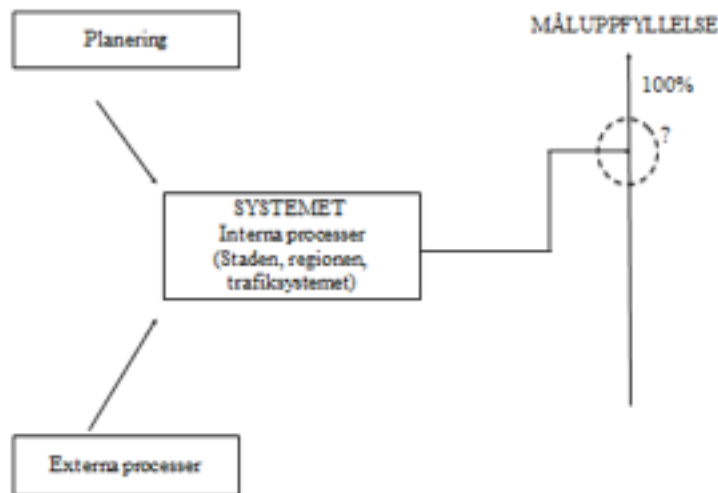 Planering
MÅLUPPFYLLELSE
100%
?
SYSTEMET
Interna processer
(Staden, regionen,
trafiksystemet)
Externa processer